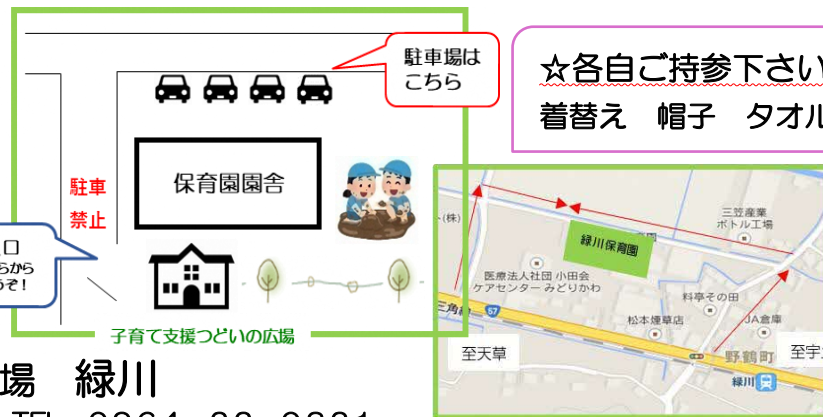 駐車場は
こちら
☆各自ご持参下さい
着替え 帽子 タオル
駐車
禁止
保育園園舎
口
らから
うぞ！
子育て支援つどいの広場
(株)
三笠産業
ボトル工場
緑川保育園
医療法人社団 小田会
ケアセンター みどりかわ
料亭その田
三角線
57
松本煙草店
JA倉庫
至天草
野鶴町
至宇
緑川
場 緑川